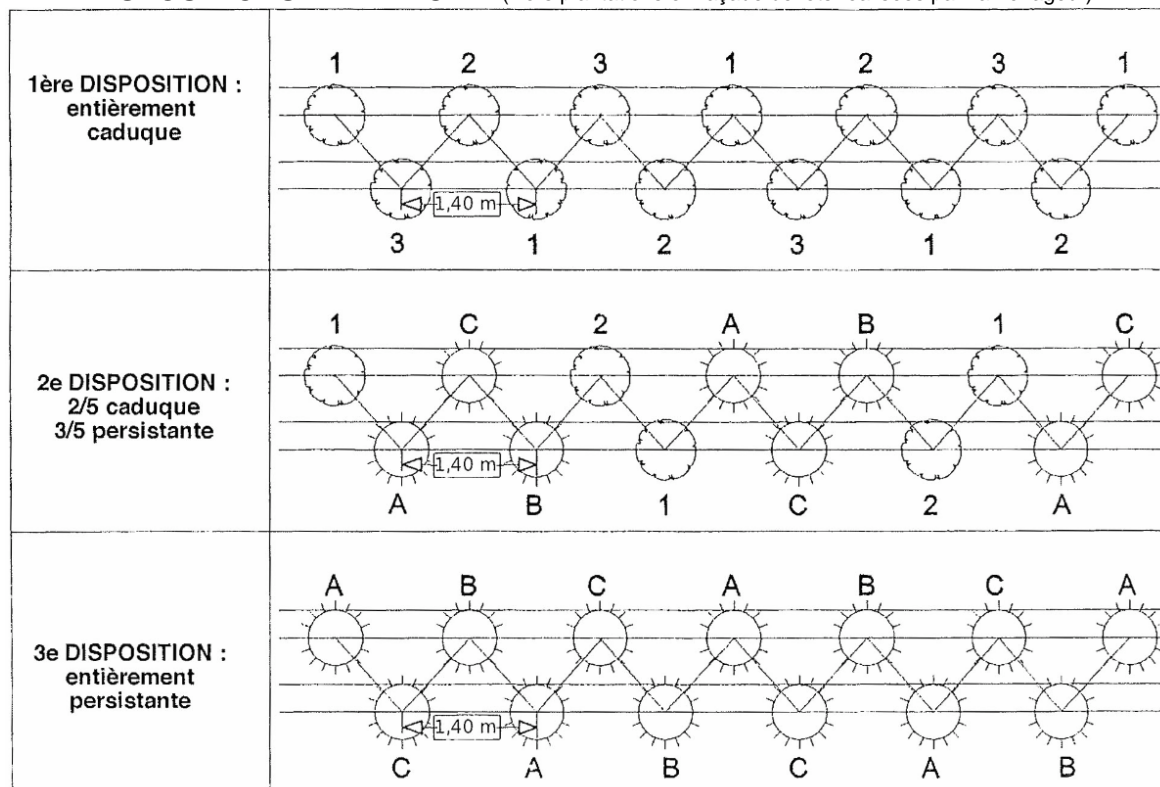 1ère DISPOSITION :
entièrement
caduque
1 2 3 1 2 3 1
1,40 m
3 1 2 3 1 2
2e DISPOSITION :
2/5 caduque
3/5 persistante
1 C 2 A B 1 C
1,40 m
A B 1 C 2 A
3e DISPOSITION :
entièrement
persistante
A B C A B C A
1,40 m
C A B C A B